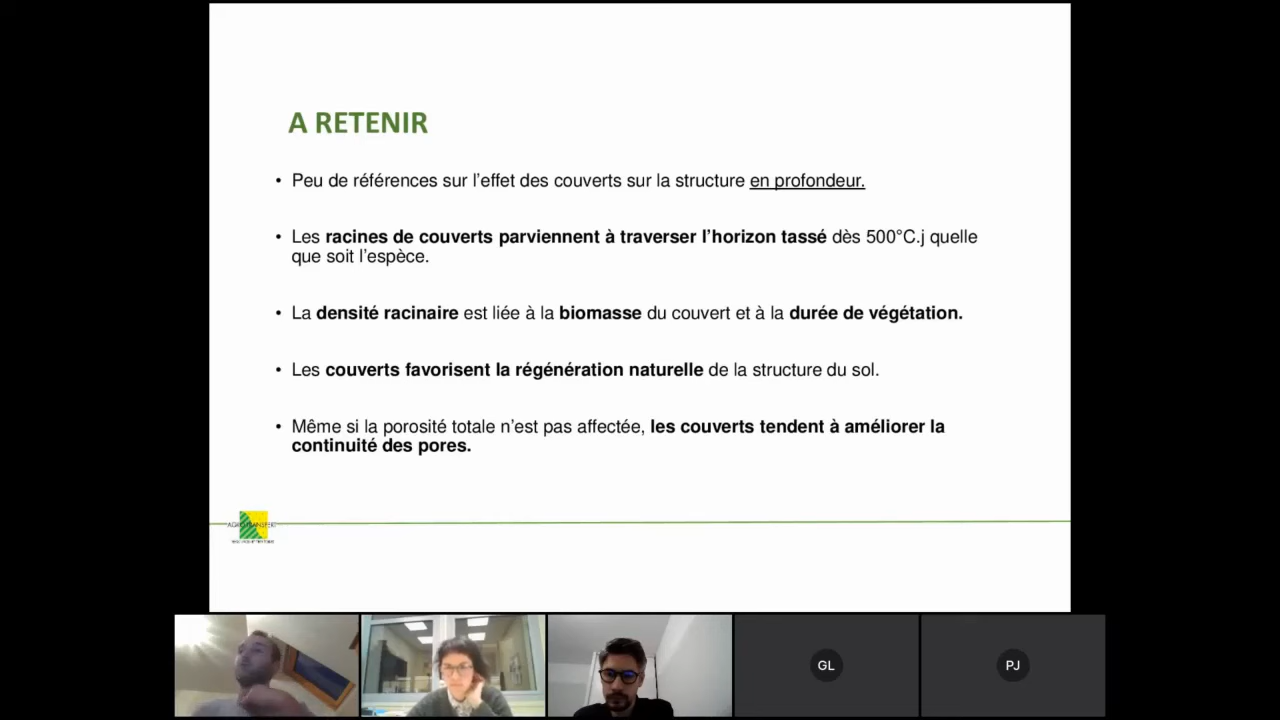 A RETENIR
• Peu de références sur l’effet des couverts sur la structure en profondeur.
• Les racines de couverts parviennent à traverser l’horizon tassé dès 500°C.j quelle
que soit l’espèce.
• La densité racinaire est liée à la biomasse du couvert et à la durée de végétation.
• Les couverts favorisent la régénération naturelle de la structure du sol.
• Même si la porosité totale n’est pas affectée, les couverts tendent à améliorer la
continuité des pores.
GL
PJ